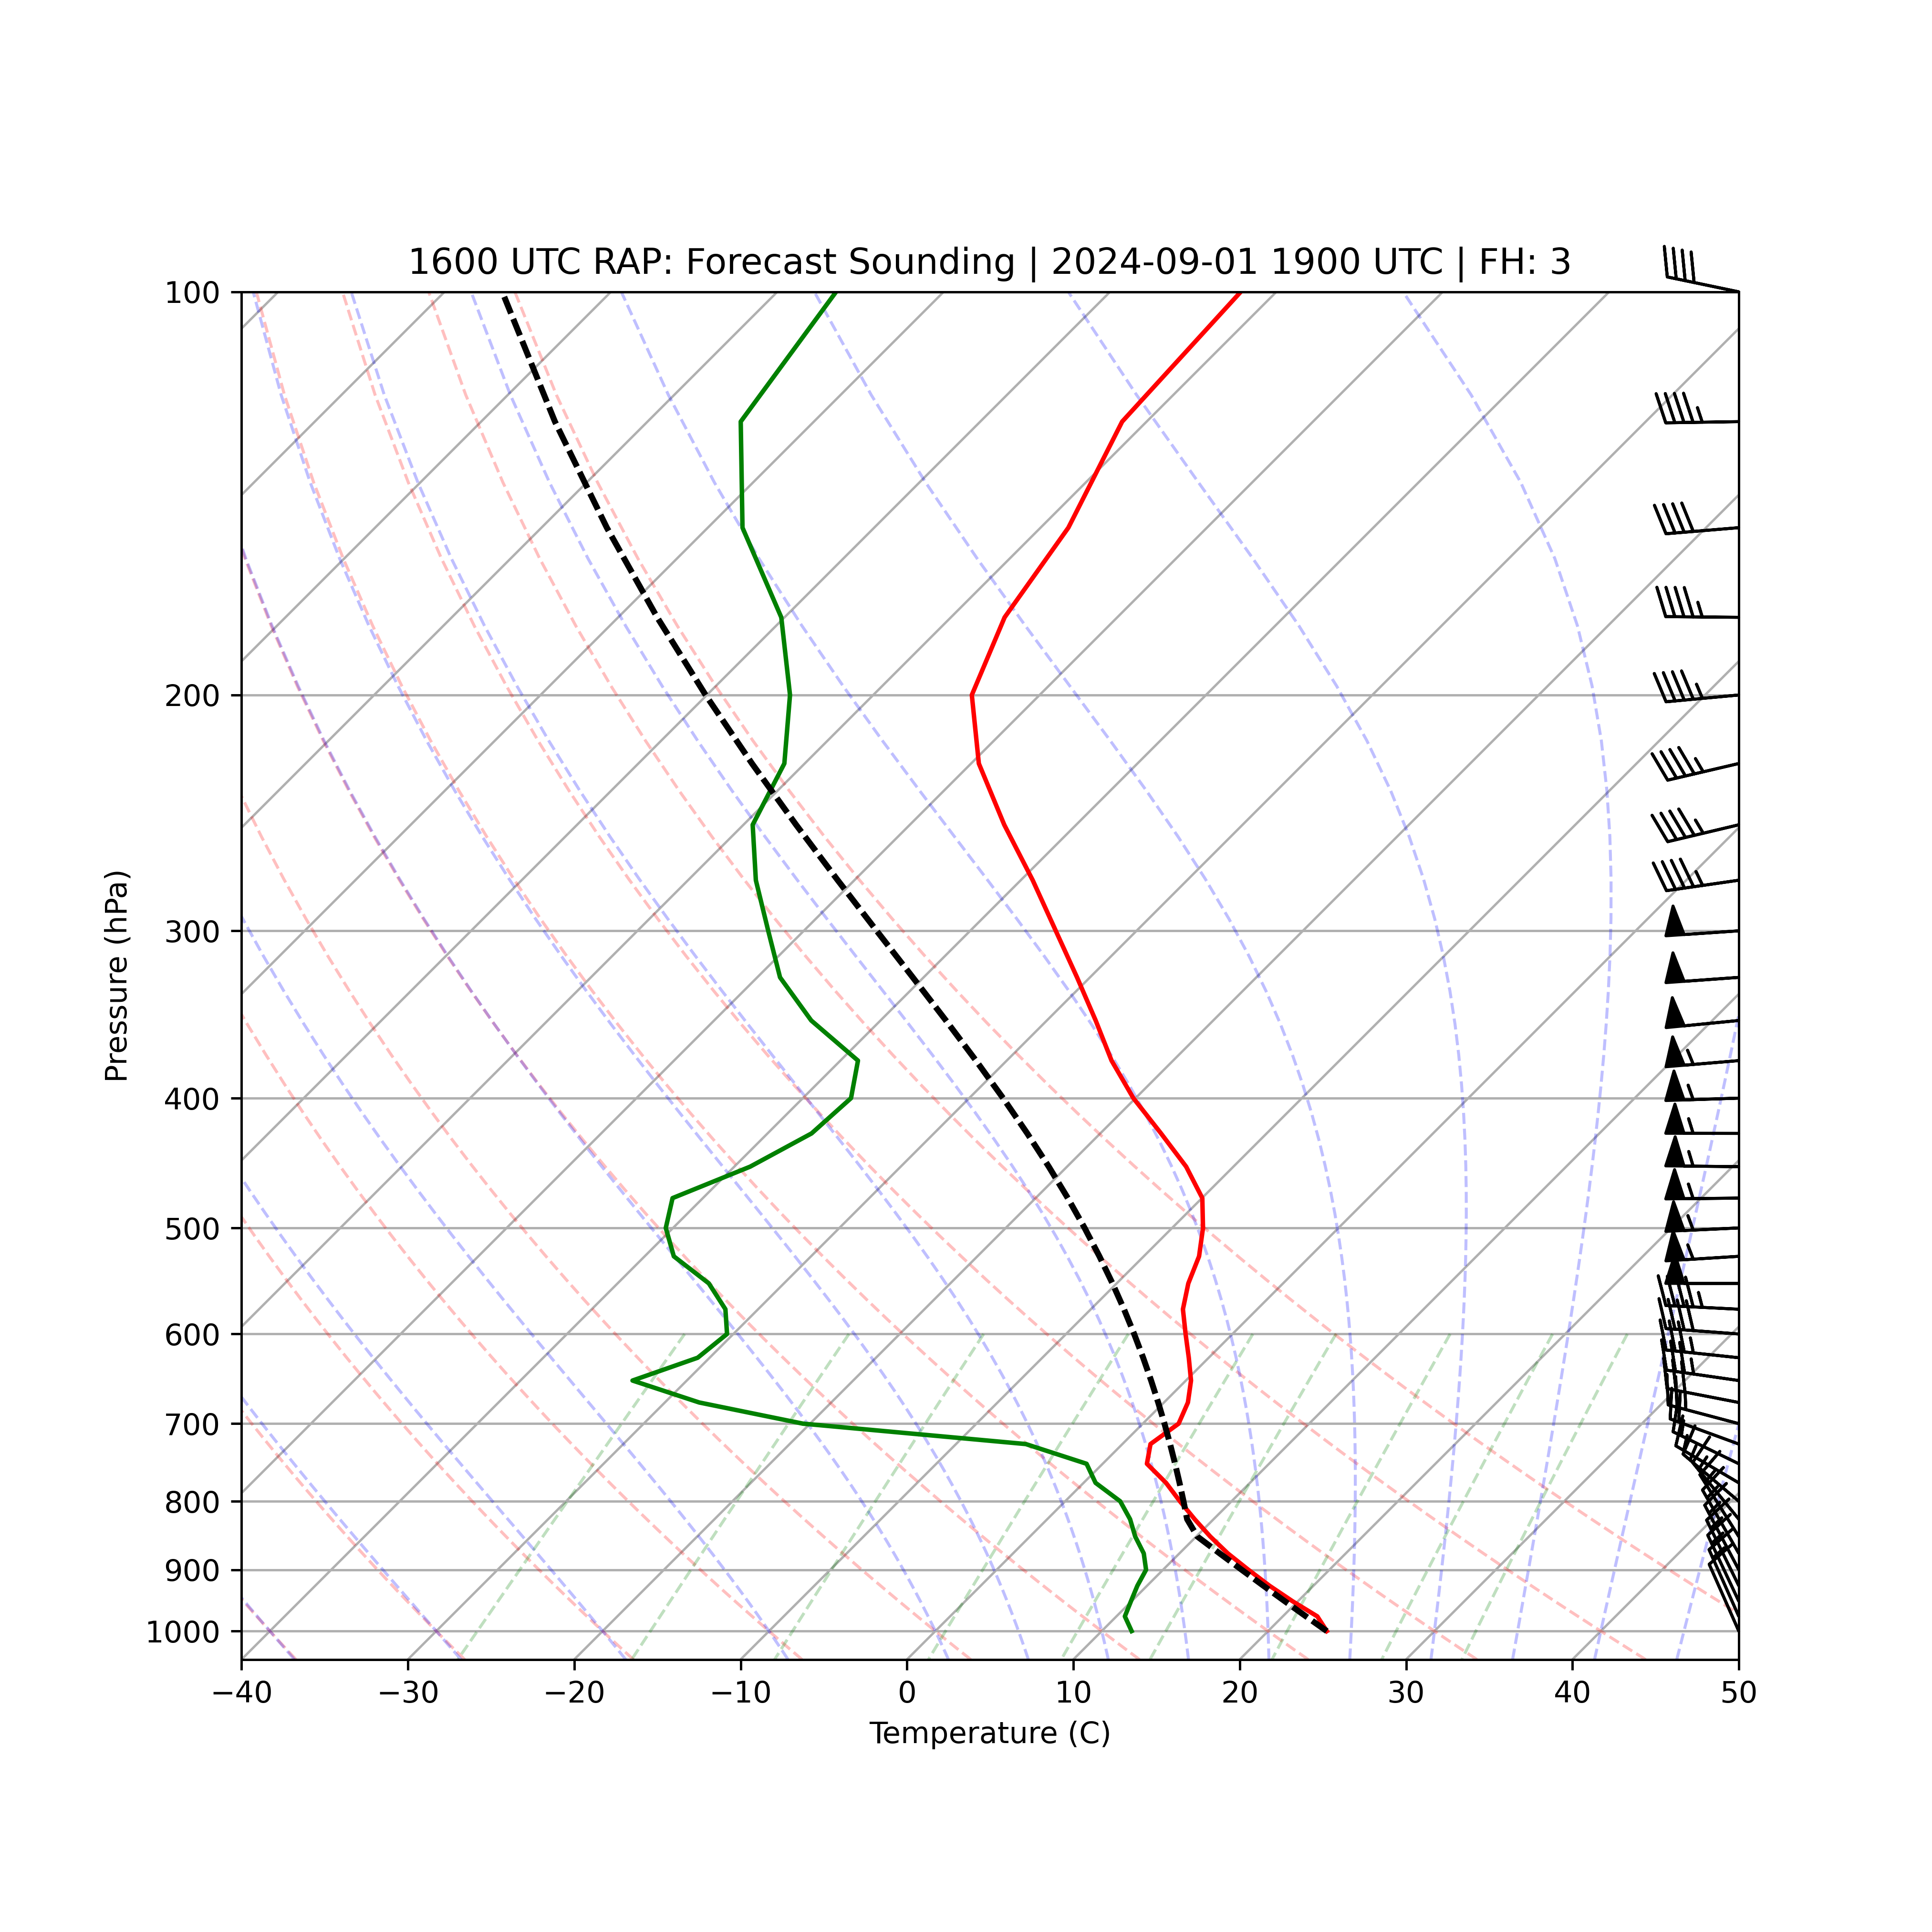 1600 UTC RAP: Forecast Sounding | 2024-09-01 1900 UTC | FH: 3
100
200
300
400
500
600
700
800
900
1000
Pressure (hPa)
−40 −30 −20 −10 0 10 20 30 40 50
Temperature (C)